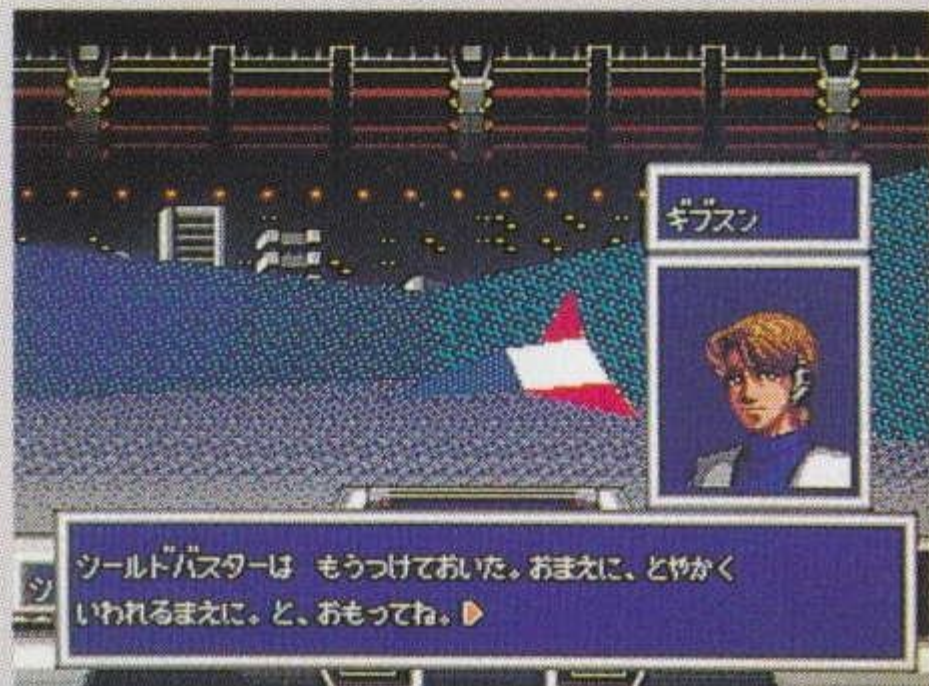 ギブスン
シールドバスターは　もうつけておいた。おまえに、とやかく
いわれるまえに。と、おもってね。
シ